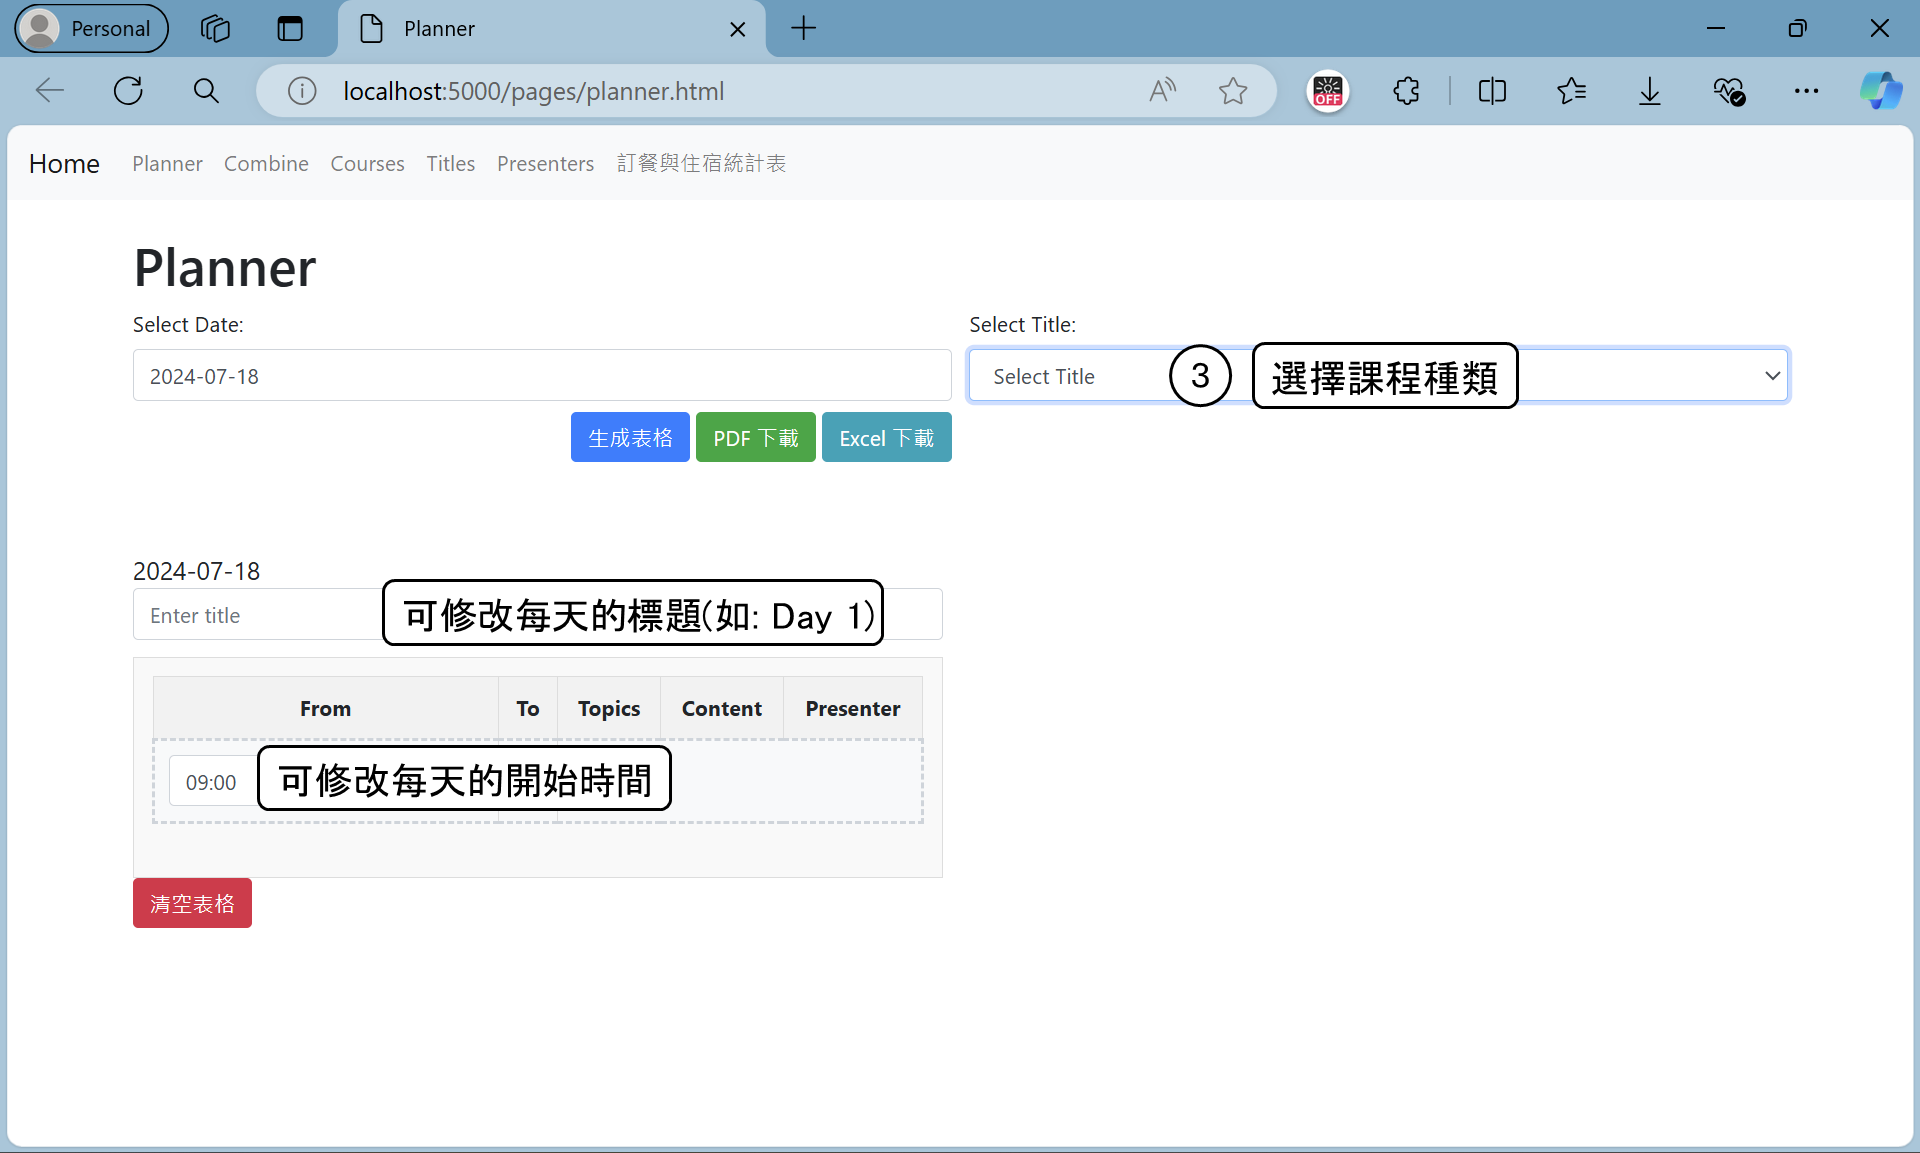 Personal
Planner
localhost:5000/pages/planner.html
OFF
Home Planner Combine Courses Titles Presenters 訂餐與住宿統計表
Planner
Select Date:
Select Title:
2024-07-18
Select Title
3
選擇課程種類
生成表格
PDF 下載
Excel 下載
2024-07-18
Enter title
可修改每天的標題(如: Day 1)
From To Topics Content Presenter
09:00
可修改每天的開始時間
清空表格